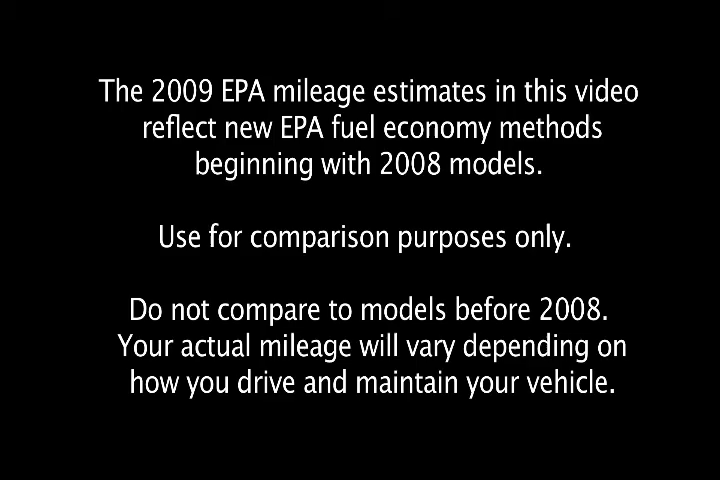 The 2009 EPA mileage estimates in this video
reflect new EPA fuel economy methods
beginning with 2008 models.
Use for comparison purposes only.
Do not compare to models before 2008.
Your actual mileage will vary depending on
how you drive and maintain your vehicle.